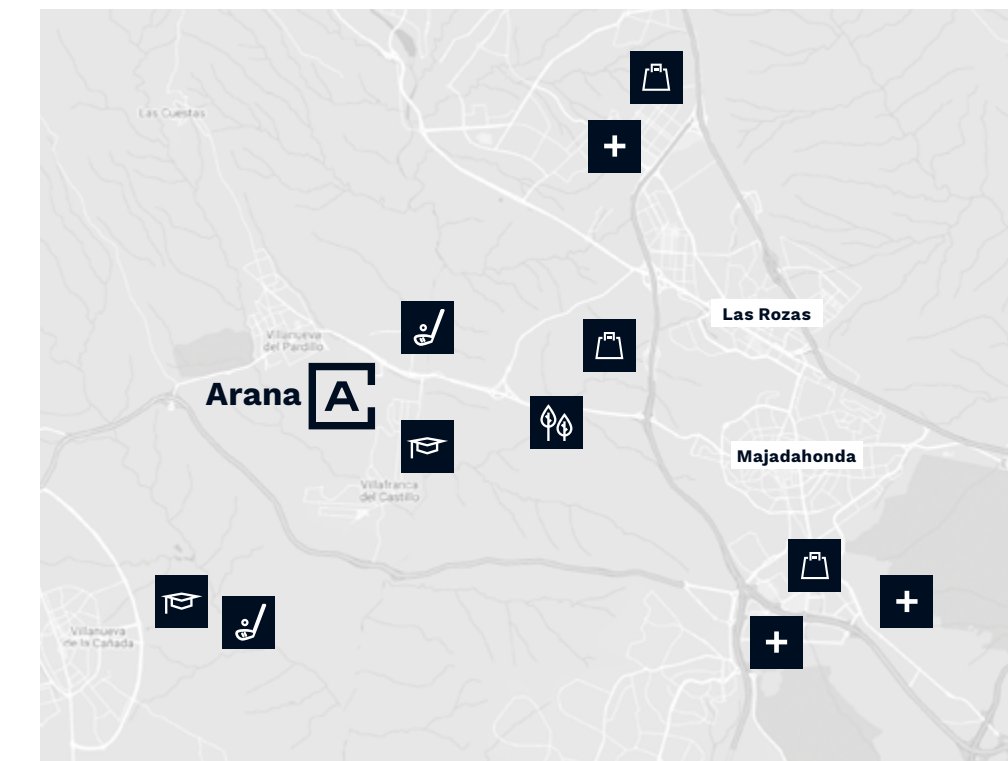 Las Cuestas
Las Rozas
Villanueva
del Pardillo
Arana A
Majadahonda
Villafranca
del Castillo
Villanueva
de la Cañada